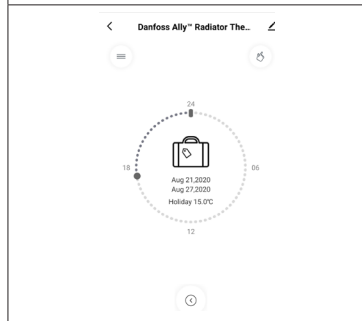 Danfoss Ally™ Radiator The..
24
18
06
Aug 21,2020
Aug 27,2020
Holiday 15.0℃
12